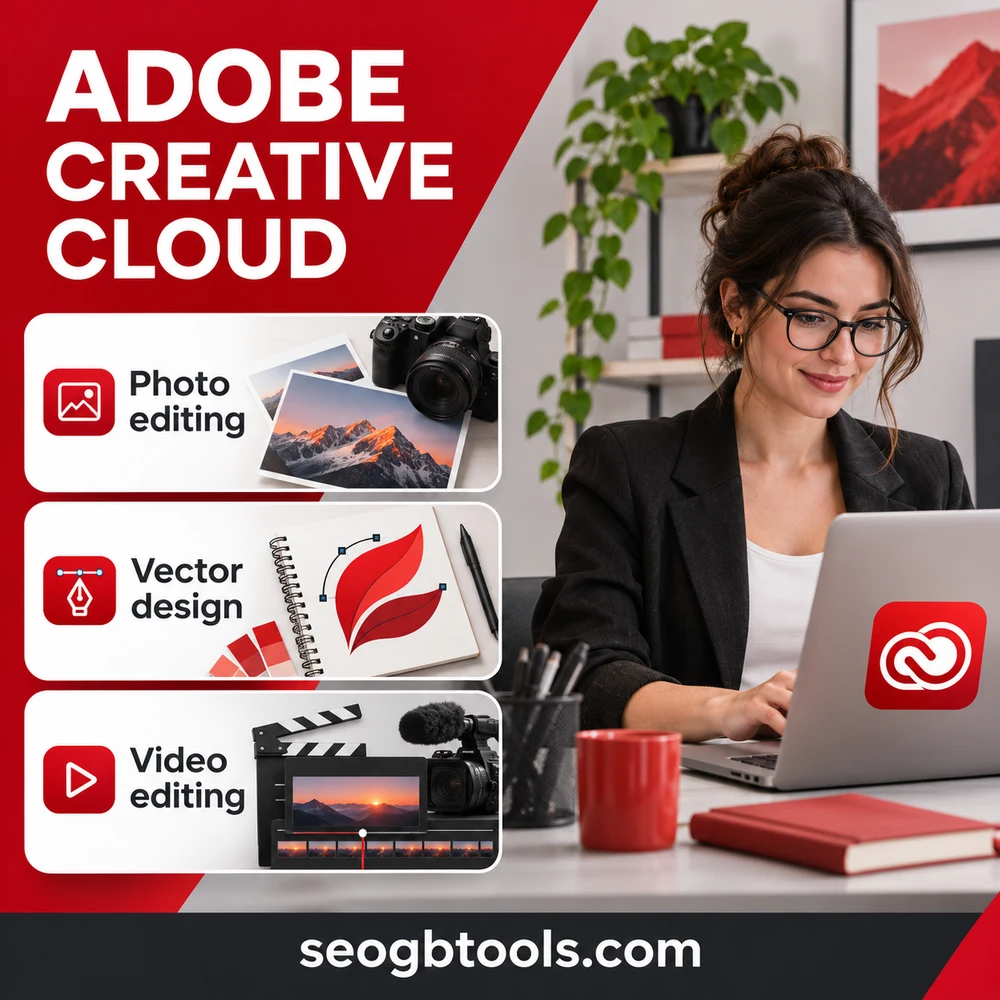 ADOBE
CREATIVE
CLOUD
Photo
editing
Vector
design
Video
editing
seogbtools.com